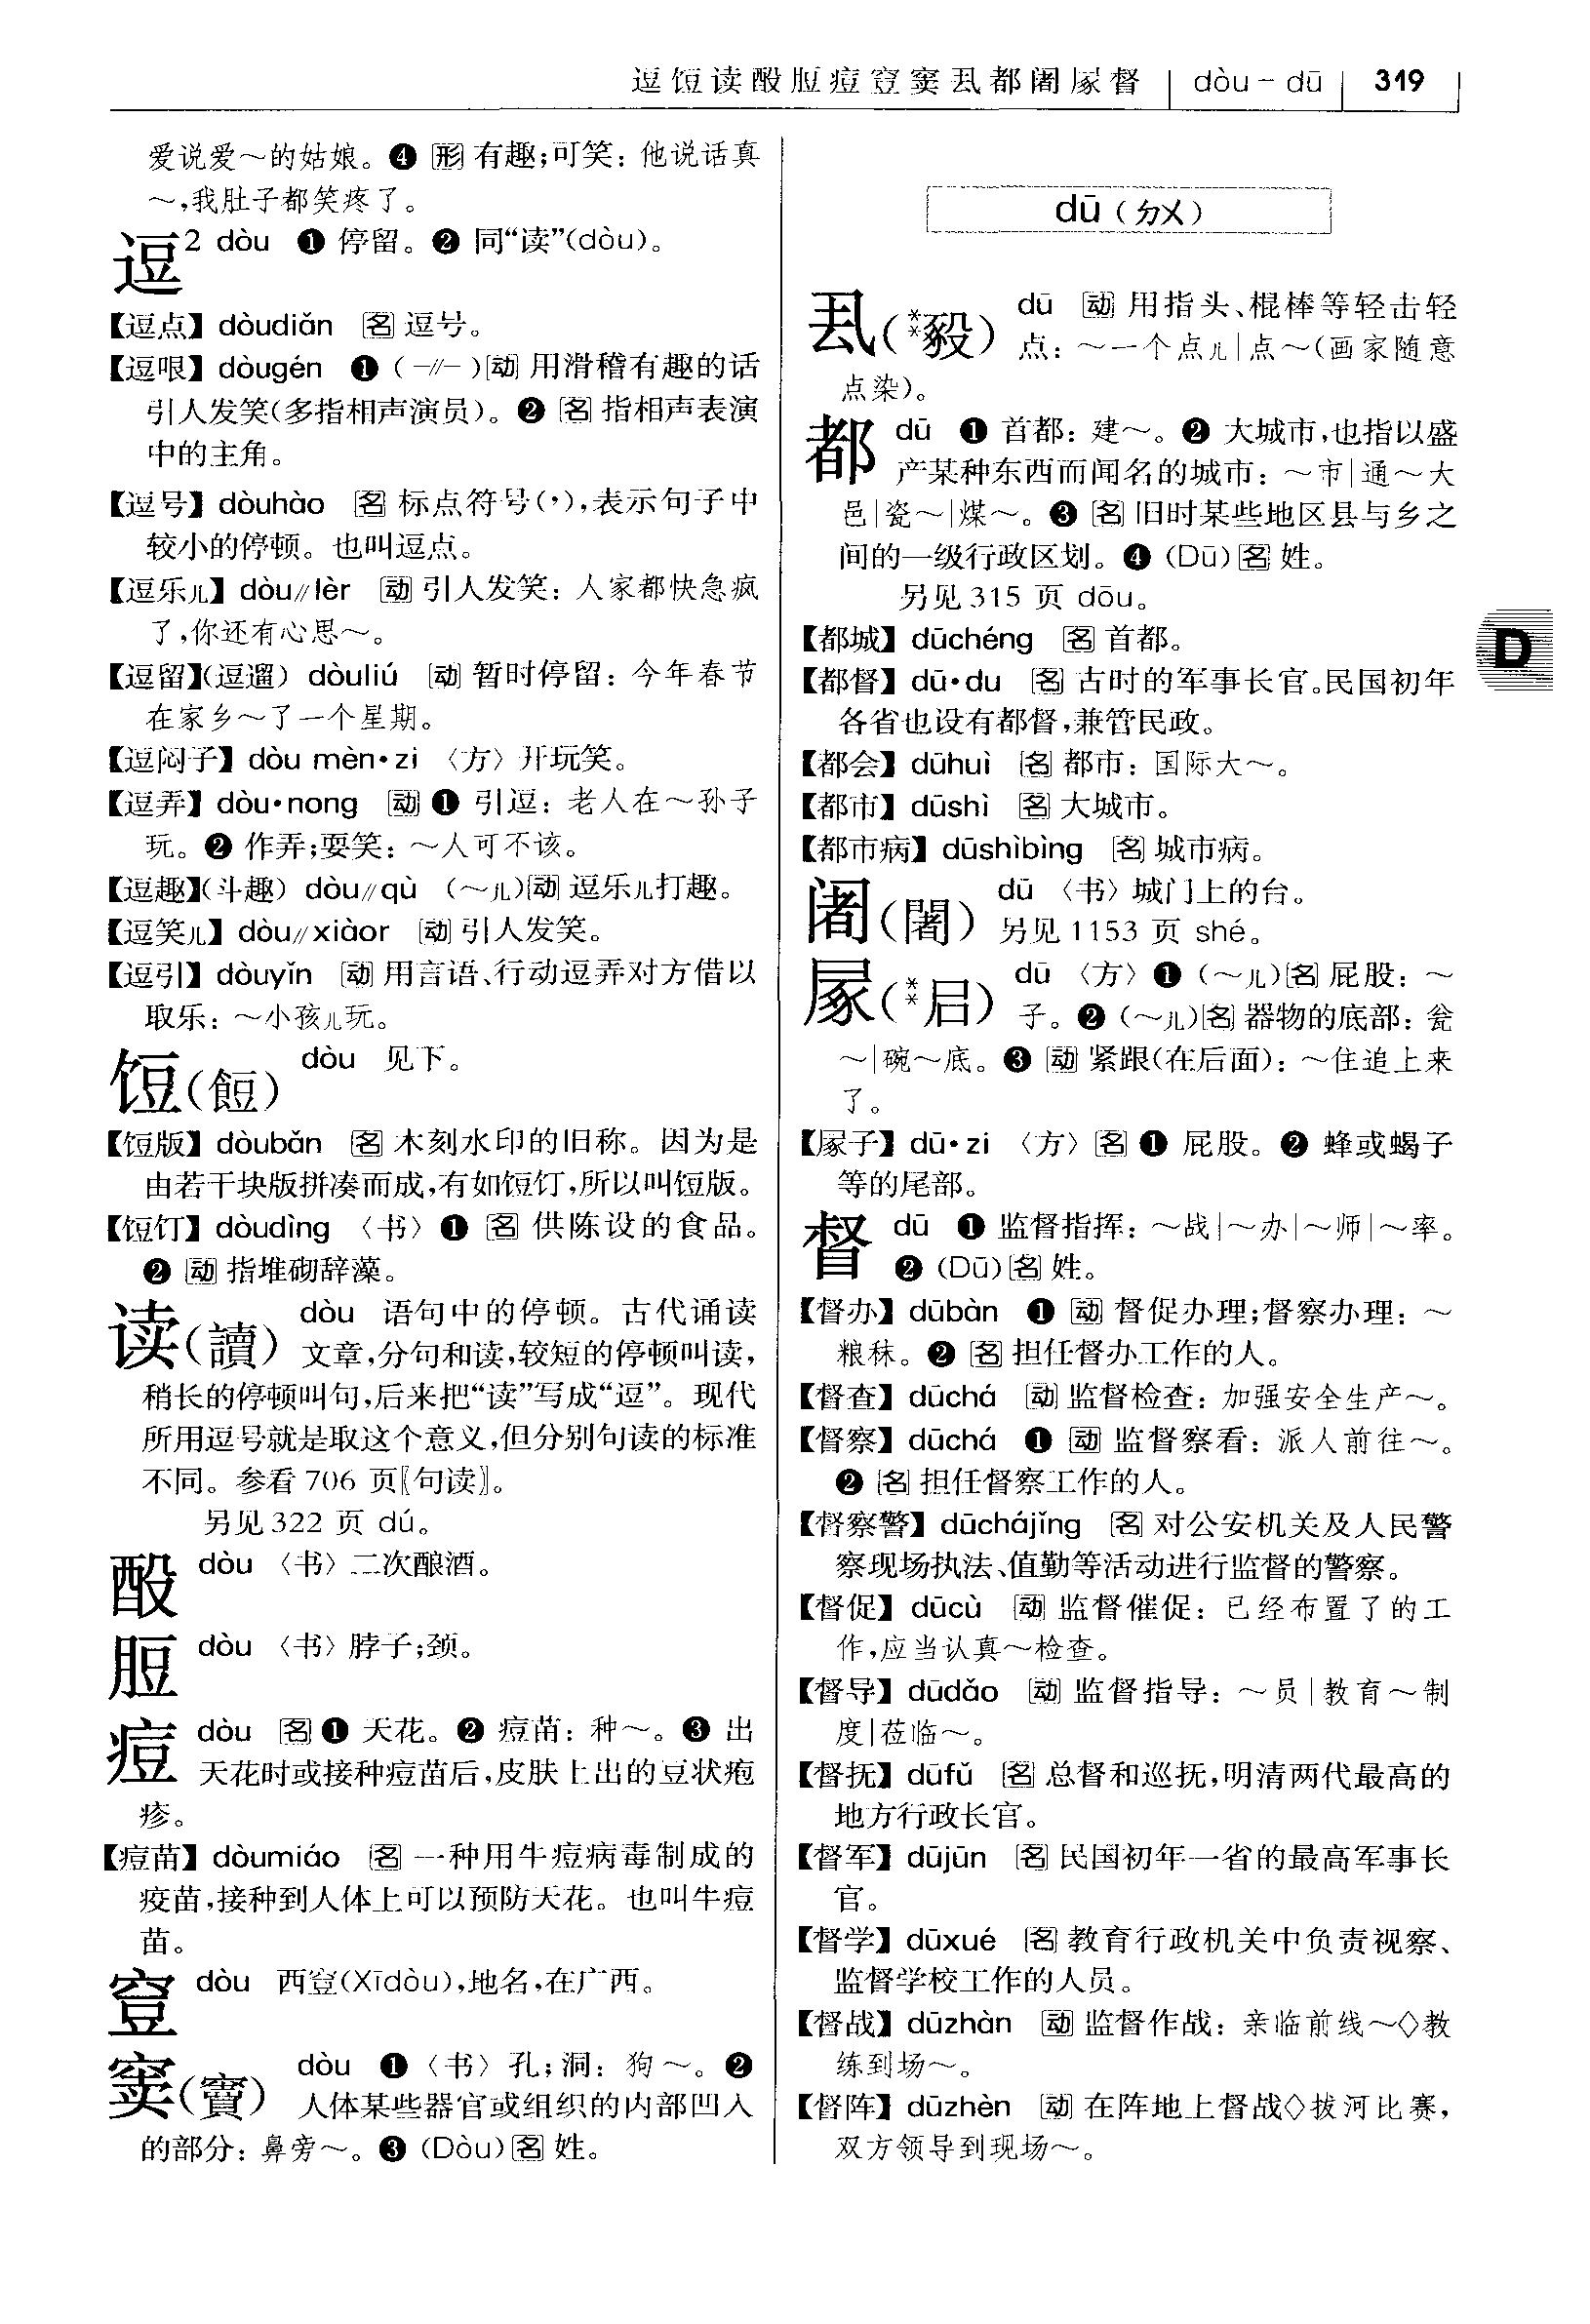 逗饾读酘脰痘窦㞘都阇㞘督 dòu－dū 319
爱说爱～的姑娘。❹ 形 有趣;可笑：他说话真
～,我肚子都笑疼了。
逗2 dòu ❶ 停留。❷ 同“读”(dòu)。
【逗点】dòudiǎn 名 逗号。
【逗哏】dòugén ❶ (-//-)动 用滑稽有趣的话
引人发笑(多指相声演员)。❷ 名 指相声表演
中的主角。
【逗号】dòuhào 名 标点符号(,),表示句子中
较小的停顿。也叫逗点。
【逗乐儿】dòu//lèr 动 引人发笑：人家都快急疯
了,你还有心思～。
【逗留】(逗遛) dòuliú 动 暂时停留：今年春节
在家乡～了一个星期。
【逗闷子】dòu mèn•zi 〈方〉开玩笑。
【逗弄】dòu•nong 动 ❶ 引逗：老人在～孙子
玩。❷ 作弄;耍笑：～人可不该。
【逗趣】(斗趣) dòu//qù (～儿)动 逗乐儿打趣。
【逗笑儿】dòu//xiàor 动 引人发笑。
【逗引】dòuyǐn 动 用言语、行动逗弄对方借以
取乐：～小孩儿玩。
饾(餖) dòu 见下。
【饾版】dòubǎn 名 木刻水印的旧称。因为是
由若干块版拼凑而成,有如饾饤,所以叫饾版。
【饾饤】dòudìng 〈书〉❶ 名 供陈设的食品。
❷ 动 指堆砌辞藻。
读(讀) dòu 语句中的停顿。古代诵读
文章,分句和读,较短的停顿叫读,
稍长的停顿叫句,后来把“读”写成“逗”。现代
所用逗号就是取这个意义,但分别句读的标准
不同。参看706 页〖句读〗。
另见322 页 dú。
酘 dòu 〈书〉二次酿酒。
脰 dòu 〈书〉脖子;颈。
痘 dòu 名 ❶ 天花。❷ 痘苗：种～。❸ 出
天花时或接种痘苗后,皮肤上出的豆状疱
疹。
【痘苗】dòumiáo 名 一种用牛痘病毒制成的
疫苗,接种到人体上可以预防天花。也叫牛痘
苗。
dòu 西(Xīdòu),地名,在广西。
窦(竇) dòu ❶〈书〉孔;洞：狗～。❷
人体某些器官或组织的内部凹入
的部分：鼻旁～。❸ (Dòu)名 姓。
dū（ㄉㄨ）
dū 动 用指头、棍棒等轻击轻
点：～一个点儿|点～(画家随意
点染)。
都 dū ❶ 首都：建～。❷ 大城市,也指以盛
产某种东西而闻名的城市：～市|通～大
邑|瓷～|煤～。❸ 名 旧时某些地区县与乡之
间的一级行政区划。❹ (Dū)名 姓。
另见315 页 dōu。
【都城】dūchéng 名 首都。
【都督】dū•du 名 古时的军事长官。民国初年
各省也设有都督,兼管民政。
【都会】dūhuì 名 都市：国际大～。
【都市】dūshì 名 大城市。
【都市病】dūshìbìng 名 城市病。
阇(闍) dū 〈书〉城门上的台。
另见1153 页 shé。
dū 〈方〉❶ (～儿)名 屁股：～
子。❷ (～儿)名 器物的底部：瓮
～|碗～底。❸ 动 紧跟(在后面)：～住追上来
了。
dū•zi 〈方〉名 ❶ 屁股。❷ 蜂或蝎子
等的尾部。
督 dū ❶ 监督指挥：～战|～办|～师|～率。
❷ (Dū)名 姓。
D
【督办】dūbàn ❶ 动 督促办理;督察办理：～
粮秣。❷ 名 担任督办工作的人。
【督查】dūchá 动 监督检查：加强安全生产～。
【督察】dūchá ❶ 动 监督察看：派人前往～。
❷ 名 担任督察工作的人。
【督察警】dūchájǐng 名 对公安机关及人民警
察现场执法、值勤等活动进行监督的警察。
【督促】dūcù 动 监督催促：已经布置了的工
作,应当认真～检查。
【督导】dūdǎo 动 监督指导：～员|教育～制
度|莅临～。
【督抚】dūfǔ 名 总督和巡抚,明清两代最高的
地方行政长官。
【督军】dūjūn 名 民国初年一省的最高军事长
官。
【督学】dūxué 名 教育行政机关中负责视察、
监督学校工作的人员。
【督战】dūzhàn 动 监督作战：亲临前线～◇教
练到场～。
【督阵】dūzhèn 动 在阵地上督战◇拔河比赛,
双方领导到现场～。